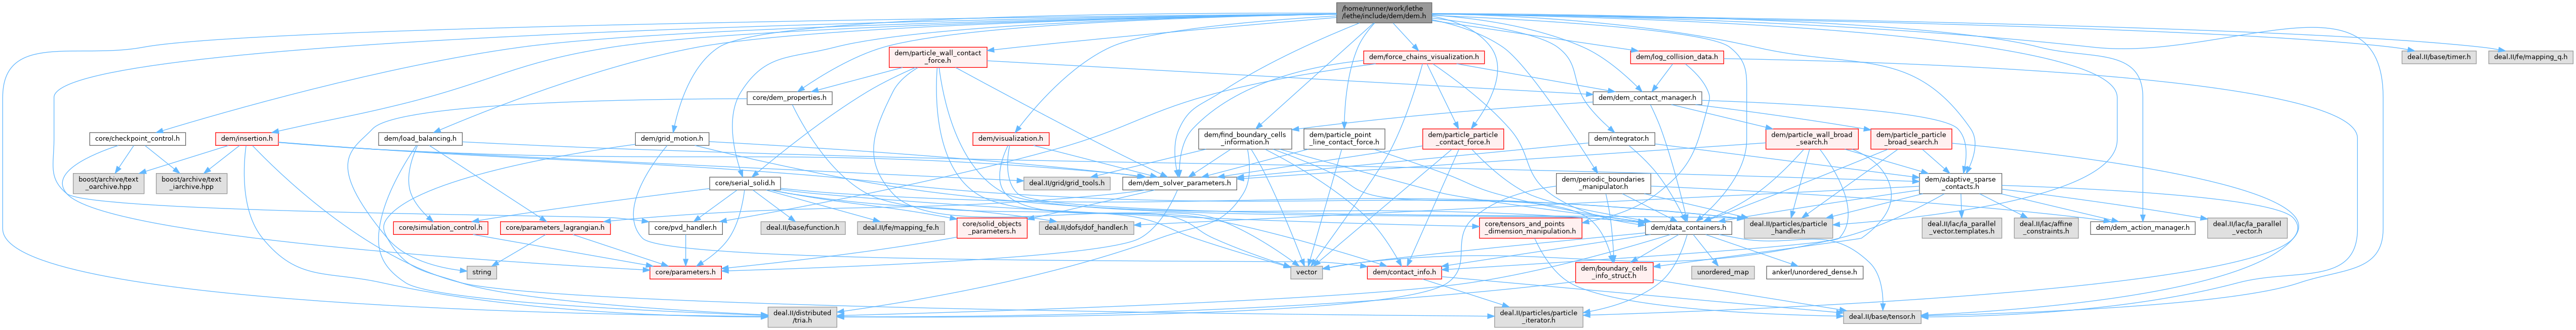 /home/runner/work/lethe
/lethe/include/dem/dem.h
dem/particle_wall_contact
_force.h
dem/force_chains_visualization.h
dem/log_collision_data.h
deal.II/base/timer.h
deal.II/fe/mapping_q.h
core/dem_properties.h
dem/dem_contact_manager.h
core/checkpoint_control.h
dem/insertion.h
dem/load_balancing.h
dem/grid_motion.h
dem/visualization.h
dem/find_boundary_cells
_information.h
dem/particle_point
_line_contact_force.h
dem/particle_particle
_contact_force.h
dem/integrator.h
dem/particle_wall_broad
_search.h
dem/particle_particle
_broad_search.h
boost/archive/text
_oarchive.hpp
boost/archive/text
_iarchive.hpp
core/serial_solid.h
deal.II/grid/grid_tools.h
dem/dem_solver_parameters.h
dem/periodic_boundaries
_manipulator.h
dem/adaptive_sparse
_contacts.h
core/simulation_control.h
core/parameters_lagrangian.h
core/pvd_handler.h
deal.II/base/function.h
deal.II/fe/mapping_fe.h
core/solid_objects
_parameters.h
deal.II/dofs/dof_handler.h
core/tensors_and_points
_dimension_manipulation.h
dem/data_containers.h
deal.II/particles/particle
_handler.h
deal.II/lac/la_parallel
_vector.templates.h
deal.II/lac/affine
_constraints.h
dem/dem_action_manager.h
deal.II/lac/la_parallel
_vector.h
string
core/parameters.h
vector
dem/contact_info.h
dem/boundary_cells
_info_struct.h
unordered_map
ankerl/unordered_dense.h
deal.II/distributed
/tria.h
deal.II/particles/particle
_iterator.h
deal.II/base/tensor.h